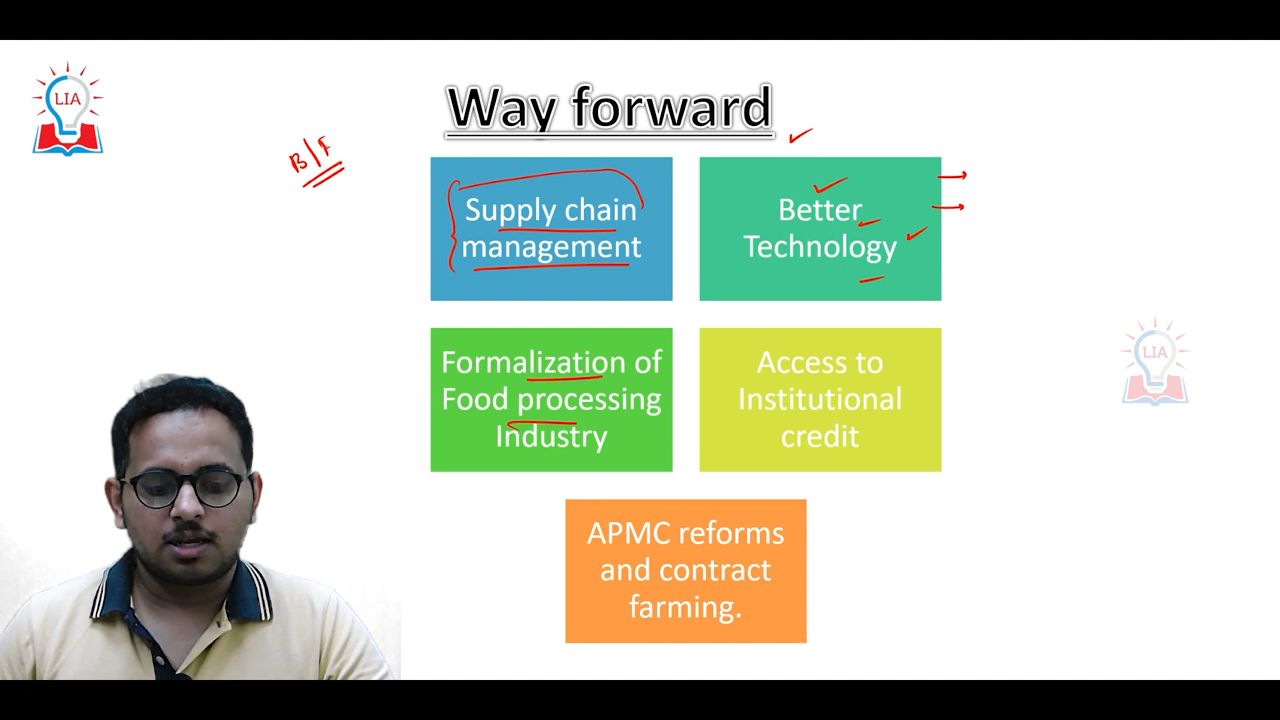 LIA
Way forward
B/F
Supply chain
management
Better
Technology
Formalization of
Food processing
Industry
Access to
Institutional
credit
LIA
APMC reforms
and contract
farming.